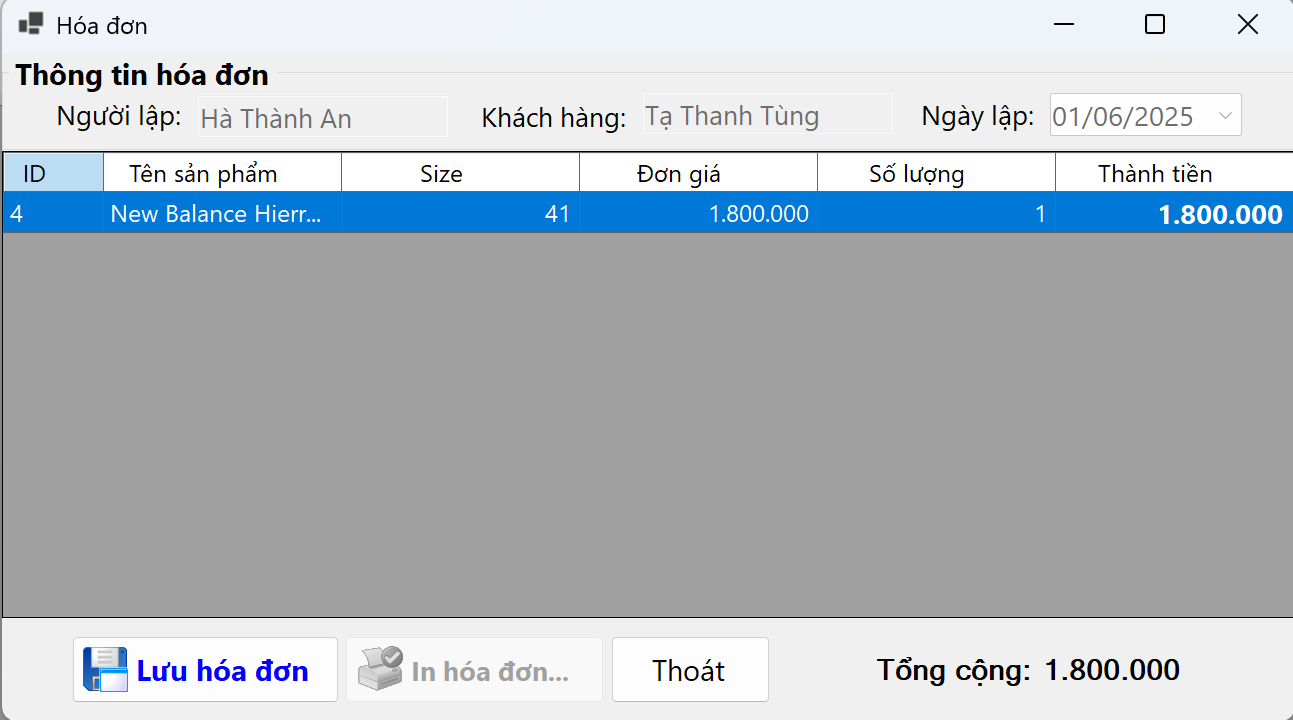 Hóa đơn
Thông tin hóa đơn
Người lập: Hà Thành An Khách hàng: Tạ Thanh Tùng Ngày lập: 01/06/2025
ID Tên sản phẩm Size Đơn giá Số lượng Thành tiền
4 New Balance Hierr... 41 1.800.000 1 1.800.000
Lưu hóa đơn In hóa đơn... Thoát Tổng cộng: 1.800.000